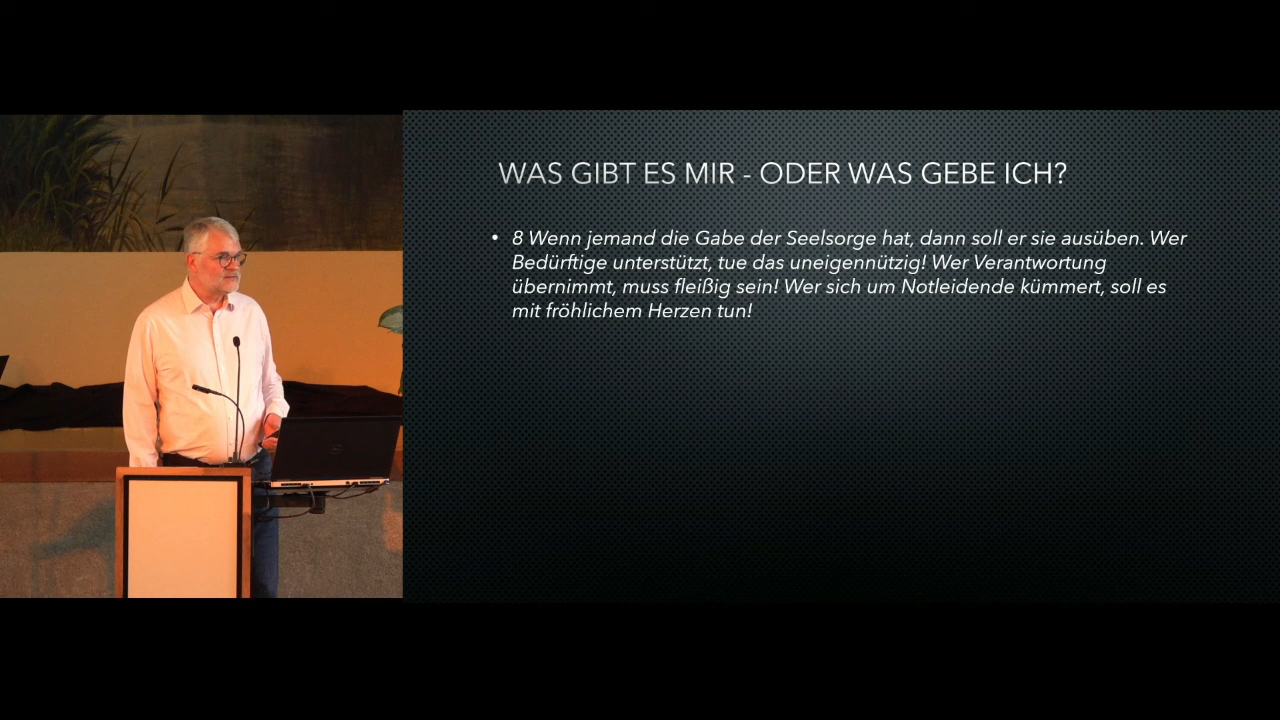 WAS GIBT ES MIR - ODER WAS GEBE ICH?
• 8 Wenn jemand die Gabe der Seelsorge hat, dann soll er sie ausüben. Wer
Bedürftige unterstützt, tue das uneigennützig! Wer Verantwortung
übernimmt, muss fleißig sein! Wer sich um Notleidende kümmert, soll es
mit fröhlichem Herzen tun!